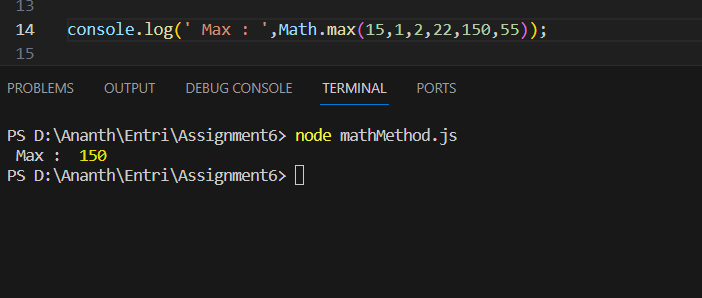 13
14 console.log(' Max : ',Math.max(15,1,2,22,150,55));
15
PROBLEMS OUTPUT DEBUG CONSOLE TERMINAL PORTS
PS D:\Ananth\Entri\Assignment6> node mathMethod.js
 Max :  150
PS D:\Ananth\Entri\Assignment6>